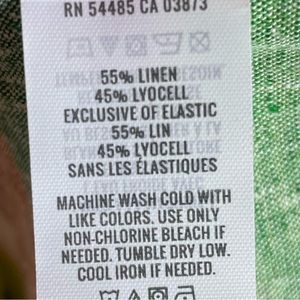 RN 54485 CA 03873
55% LINEN
45% LYOCELL
EXCLUSIVE OF ELASTIC
55% LIN
45% LYOCELL
SANS LES ÉLASTIQUES
MACHINE WASH COLD WITH
LIKE COLORS. USE ONLY
NON-CHLORINE BLEACH IF
NEEDED. TUMBLE DRY LOW.
COOL IRON IF NEEDED.